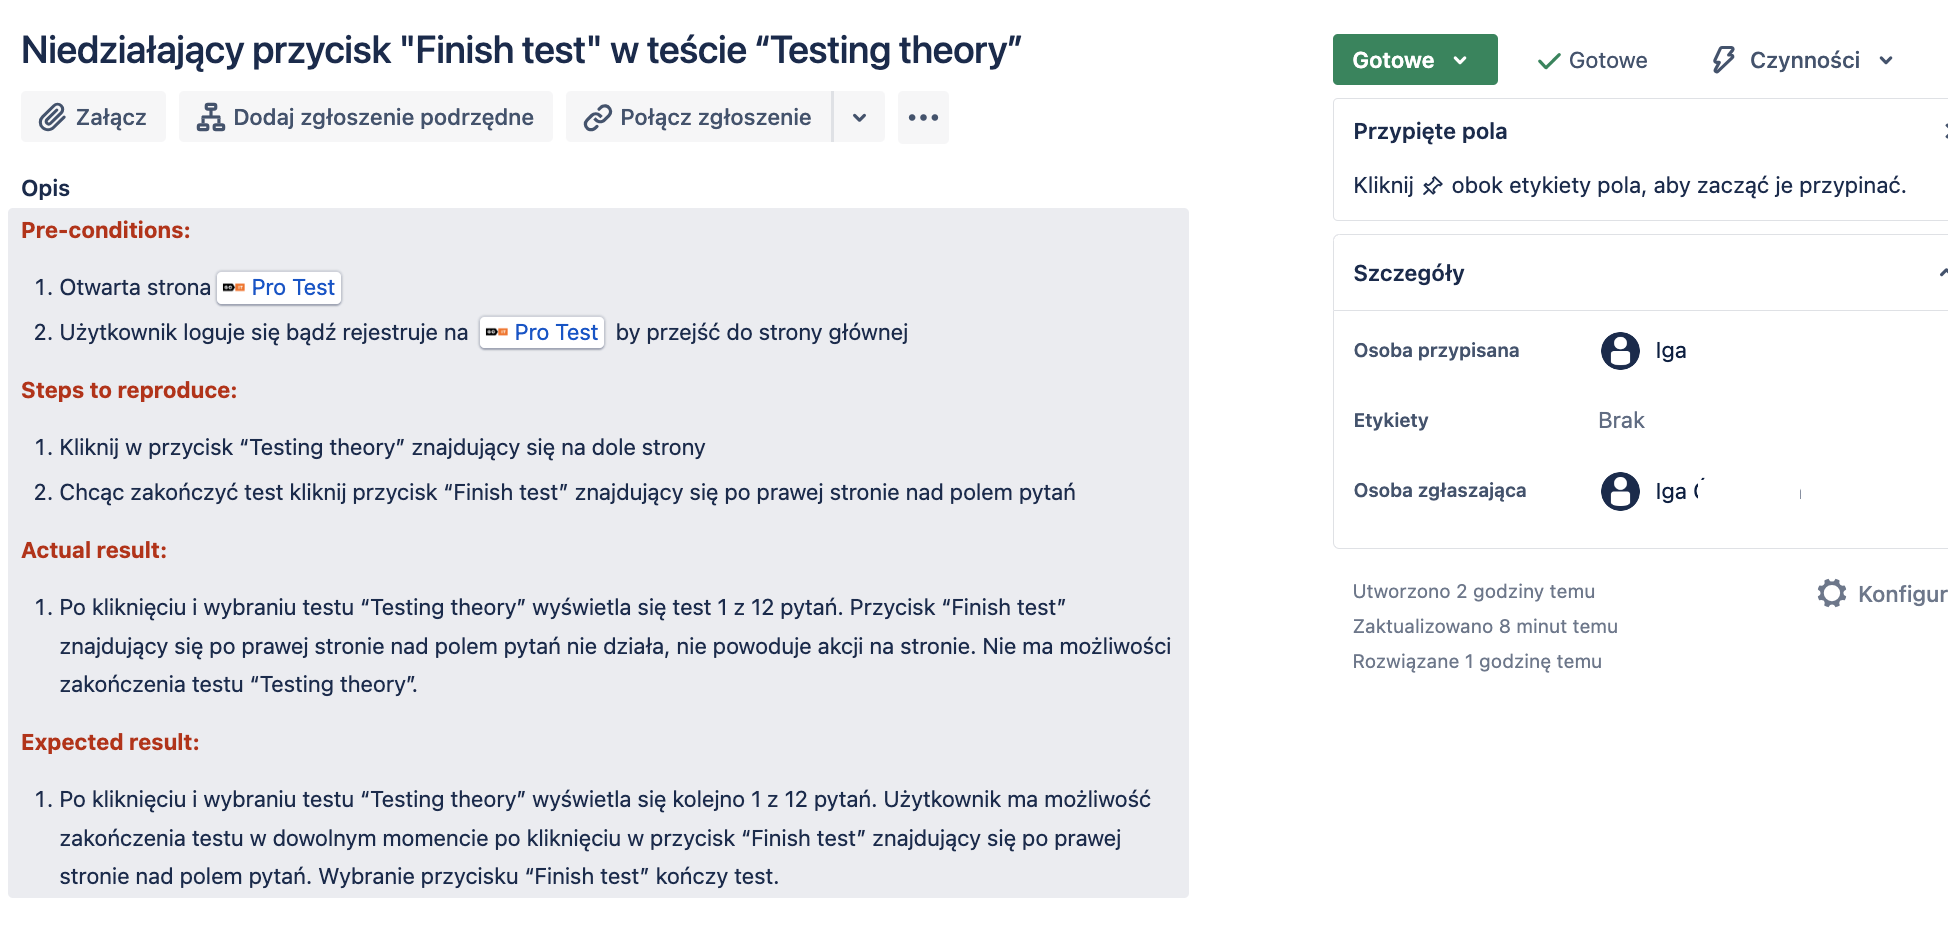 Niedziałający przycisk "Finish test" w teście “Testing theory”
Załącz
Dodaj zgłoszenie podrzędne
Połącz zgłoszenie
Opis
Pre-conditions:
1. Otwarta strona Pro Test
2. Użytkownik loguje się bądź rejestruje na Pro Test by przejść do strony głównej
Steps to reproduce:
1. Kliknij w przycisk “Testing theory” znajdujący się na dole strony
2. Chcąc zakończyć test kliknij przycisk “Finish test” znajdujący się po prawej stronie nad polem pytań
Actual result:
1. Po kliknięciu i wybraniu testu “Testing theory” wyświetla się test 1 z 12 pytań. Przycisk “Finish test”
znajdujący się po prawej stronie nad polem pytań nie działa, nie powoduje akcji na stronie. Nie ma możliwości
zakończenia testu “Testing theory”.
Expected result:
1. Po kliknięciu i wybraniu testu “Testing theory” wyświetla się kolejno 1 z 12 pytań. Użytkownik ma możliwość
zakończenia testu w dowolnym momencie po kliknięciu w przycisk “Finish test” znajdujący się po prawej
stronie nad polem pytań. Wybranie przycisku “Finish test” kończy test.
Gotowe
Gotowe
Czynności
Przypięte pola
Kliknij obok etykiety pola, aby zacząć je przypinać.
Szczegóły
Osoba przypisana
Iga
Etykiety
Brak
Osoba zgłaszająca
Iga
Utworzono 2 godziny temu
Konfigur
Zaktualizowano 8 minut temu
Rozwiązane 1 godzinę temu